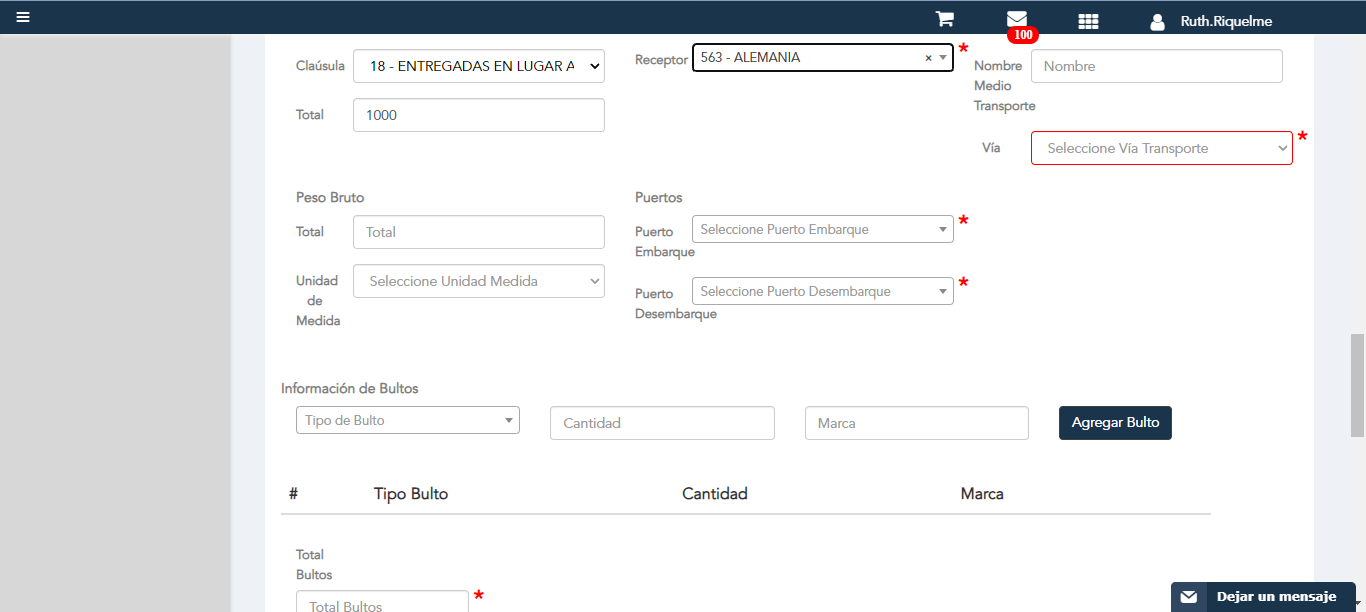 Ruth.Riquelme
100
Claúsula
18 - ENTREGADAS EN LUGAR A
Receptor
563 - ALEMANIA
× 
*
Nombre
Medio
Transporte
Nombre
Total
1000
Vía
Seleccione Vía Transporte
*
Peso Bruto
Puertos
Total
Total
Puerto
Embarque
Seleccione Puerto Embarque
*
Unidad
de
Medida
Seleccione Unidad Medida
Puerto
Desembarque
Seleccione Puerto Desembarque
*
Información de Bultos
Tipo de Bulto
Cantidad
Marca
Agregar Bulto
# Tipo Bulto Cantidad Marca
Total
Bultos
Total Bultos
*
Dejar un mensaje